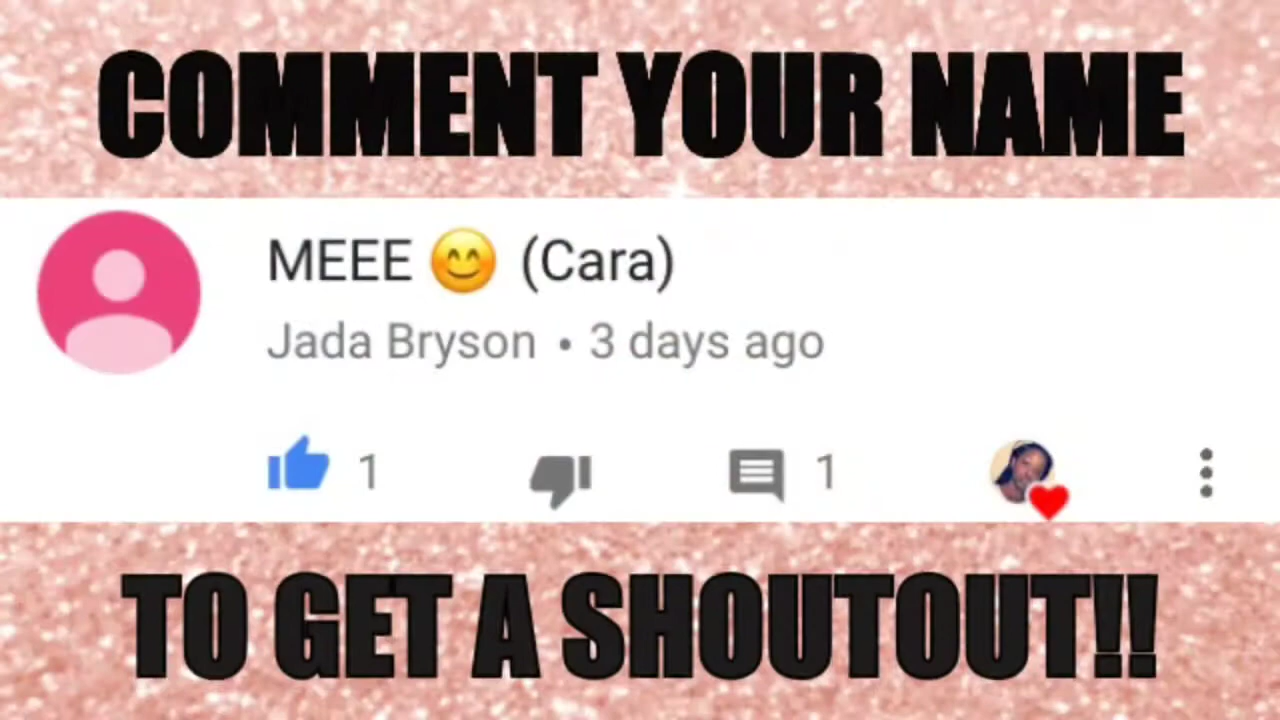 COMMENT YOUR NAME
MEEE 😊 (Cara)
Jada Bryson • 3 days ago
1 1
TO GET A SHOUTOUT!!